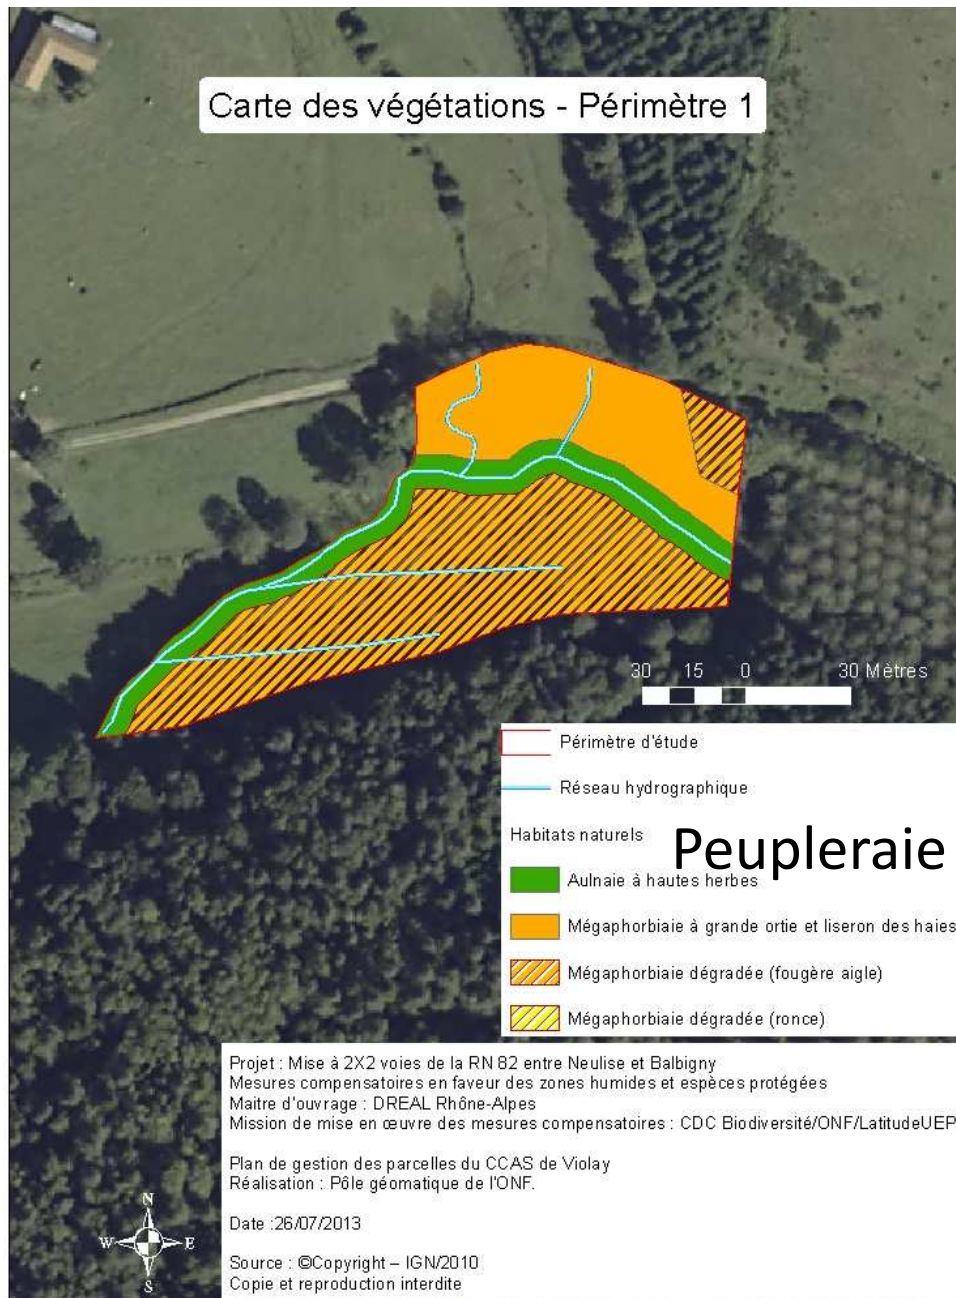 Carte des végétations - Périmètre 1
30 15 0 30 Mètres
Périmètre d'étude
Réseau hydrographique
Habitats naturels
Peupleraie
Aulnaie à hautes herbes
Mégaphorbiaie à grande ortie et liseron des haies
Mégaphorbiaie dégradée (fougère aigle)
Mégaphorbiaie dégradée (ronce)
Projet : Mise à 2X2 voies de la RN 82 entre Neulise et Balbigny
Mesures compensatoires en faveur des zones humides et espèces protégées
Maitre d'ouvrage : DREAL Rhône-Alpes
Mission de mise en œuvre des mesures compensatoires : CDC Biodiversité/ONF/LatitudeUEP
Plan de gestion des parcelles du CCAS de Violay
Réalisation : Pôle géomatique de l'ONF.
Date :26/07/2013
Source : ©Copyright – IGN/2010
Copie et reproduction interdite
N
W E
S